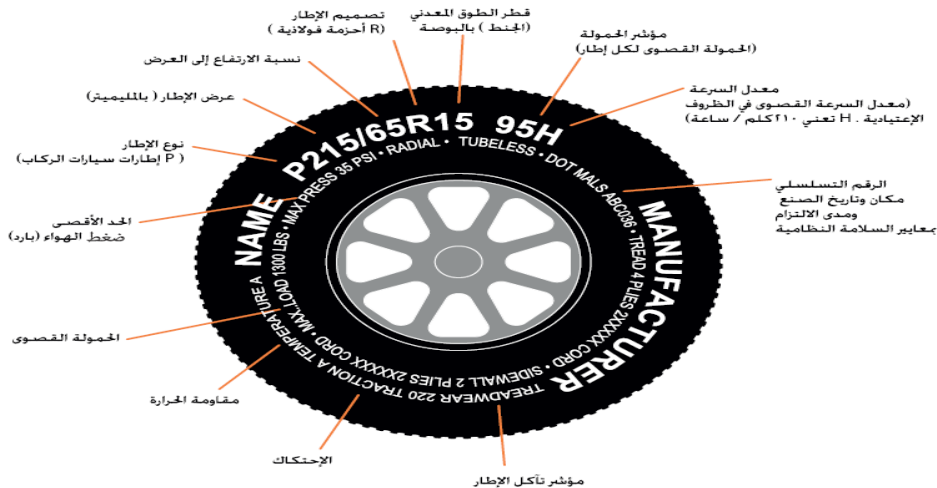 قطر الطوق المعدني
(الجنط ) بالبوصة
تصميم الإطار
(R أحزمة فولاذية )
نسبة الارتفاع إلى العرض
عرض الإطار ( بالمليميتر)
نوع الإطار
( P إطارات سيارات الركاب)
الحد الأقصى
ضغط الهواء (بارد)
الحمولة القصوى
مقاومة الحرارة
الإحتكاك
مؤشر تآكل الإطار
مؤشر الحمولة
(الحمولة القصوى لكل إطار)
معدل السرعة
(معدل السرعة القصوى في الظروف
الإعتيادية . H تعني ٢١٠ كلم / ساعة)
الرقم التسلسلي
مكان وتاريخ الصنع
ومدى الالتزام
بمعايير السلامة النظامية
NAME P215/65R15 95H
MANUFACTURER
MAX.LOAD 1300 LBS • MAX PRESS 35 PSI • RADIAL • TUBELESS • DOT MALS ABC036 • TREAD 4 PLIES 2XXXXX CORD • SIDEWALL 2 PLIES 2XXXXX CORD •
TREADWEAR 220 TRACTION A TEMPERATURE A